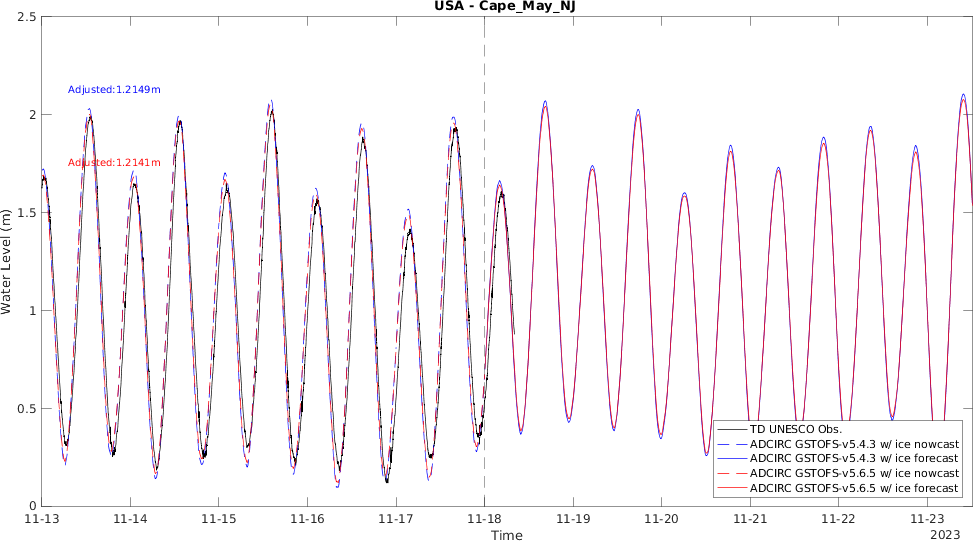 USA - Cape_May_NJ
2.5
2
1.5
1
0.5
0
Water Level (m)
Adjusted:1.2149m
Adjusted:1.2141m
TD UNESCO Obs.
ADCIRC GSTOFS-v5.4.3 w/ ice nowcast
ADCIRC GSTOFS-v5.4.3 w/ ice forecast
ADCIRC GSTOFS-v5.6.5 w/ ice nowcast
ADCIRC GSTOFS-v5.6.5 w/ ice forecast
11-13 11-14 11-15 11-16 11-17 11-18 11-19 11-20 11-21 11-22 11-23
Time
2023